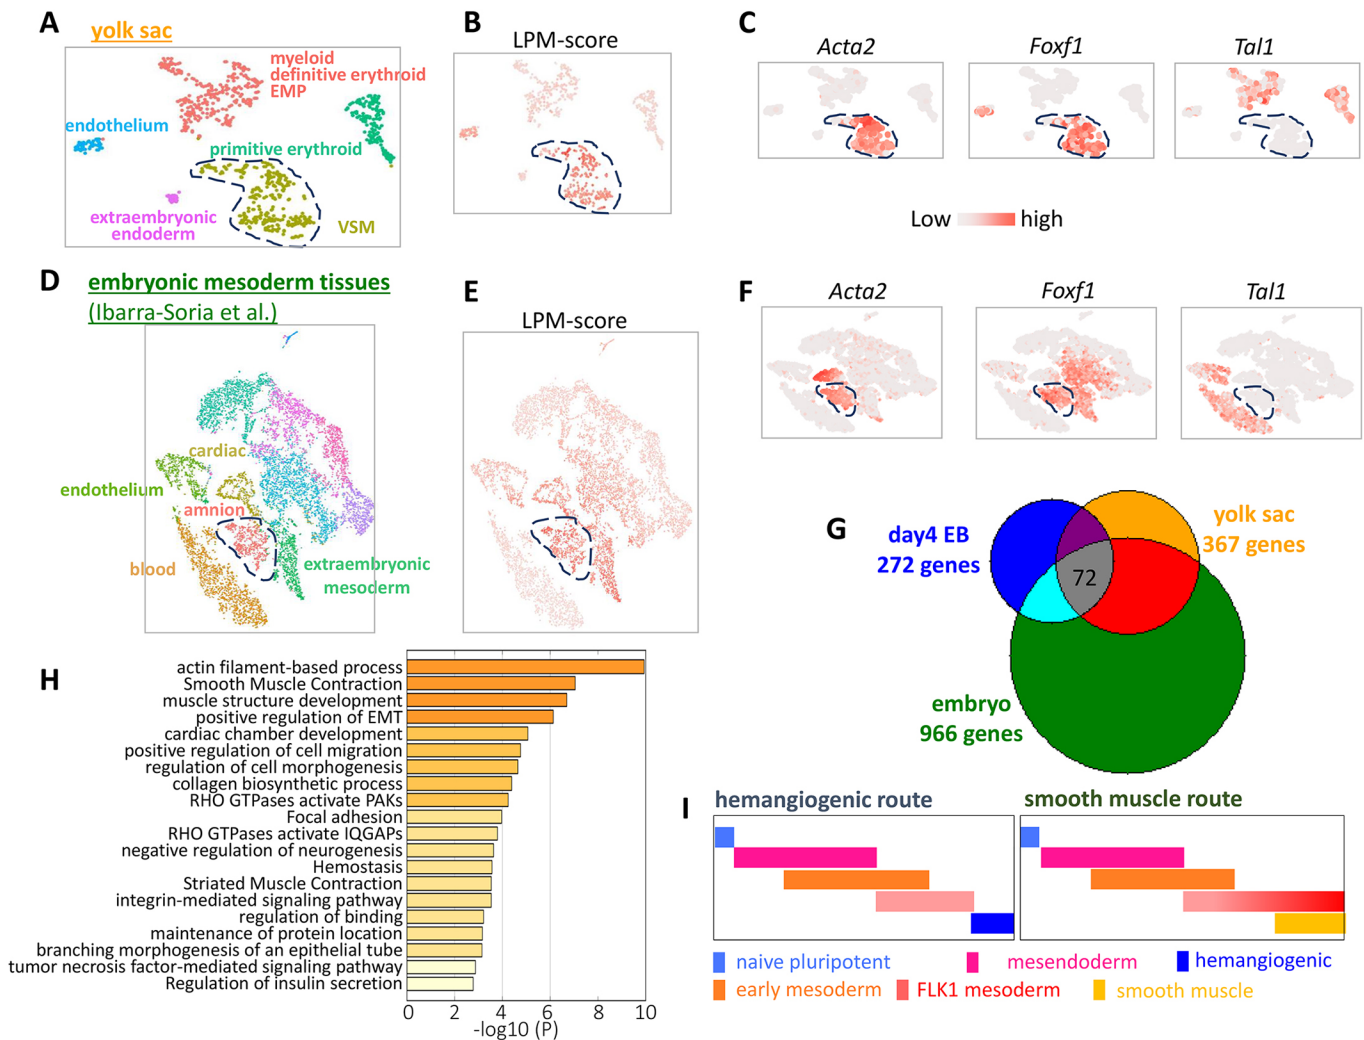 A
yolk sac
myeloid
definitive erythroid
EMP
endothelium
primitive erythroid
extraembryonic
endoderm
VSM
B
LPM-score
C
Acta2
Foxf1
Tal1
Low
high
D
embryonic mesoderm tissues
(Ibarra-Soria et al.)
cardiac
endothelium
amnion
blood
extraembryonic
mesoderm
E
LPM-score
F
Acta2
Foxf1
Tal1
G
day4 EB
272 genes
yolk sac
367 genes
72
embryo
966 genes
H
actin filament-based process
Smooth Muscle Contraction
muscle structure development
positive regulation of EMT
cardiac chamber development
positive regulation of cell migration
regulation of cell morphogenesis
collagen biosynthetic process
RHO GTPases activate PAKs
Focal adhesion
RHO GTPases activate IQGAPs
negative regulation of neurogenesis
Hemostasis
Striated Muscle Contraction
integrin-mediated signaling pathway
regulation of binding
maintenance of protein location
branching morphogenesis of an epithelial tube
tumor necrosis factor-mediated signaling pathway
Regulation of insulin secretion
0 2 4 6 8 10
-log10 (P)
I
hemangiogenic route
smooth muscle route
naive pluripotent
mesendoderm
hemangiogenic
early mesoderm
FLK1 mesoderm
smooth muscle